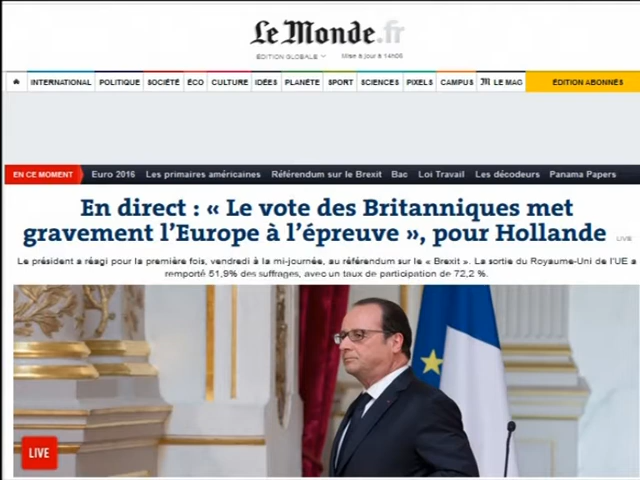 Le Monde.fr
ÉDITION GLOBALE Mise à jour à 14h06
INTERNATIONAL POLITIQUE SOCIÉTÉ ÉCO CULTURE IDÉES PLANÈTE SPORT SCIENCES PIXELS CAMPUS LE MAG ÉDITION ABONNÉS
EN CE MOMENT Euro 2016 Les primaires américaines Référendum sur le Brexit Bac Loi Travail Les décodeurs Panama Papers
En direct : « Le vote des Britanniques met
gravement l'Europe à l'épreuve », pour Hollande LIVE
Le président a réagi pour la première fois, vendredi à la mi-journée, au référendum sur le « Brexit ». La sortie du Royaume-Uni de l'UE a
remporté 51,9% des suffrages, avec un taux de participation de 72,2 %.
LIVE